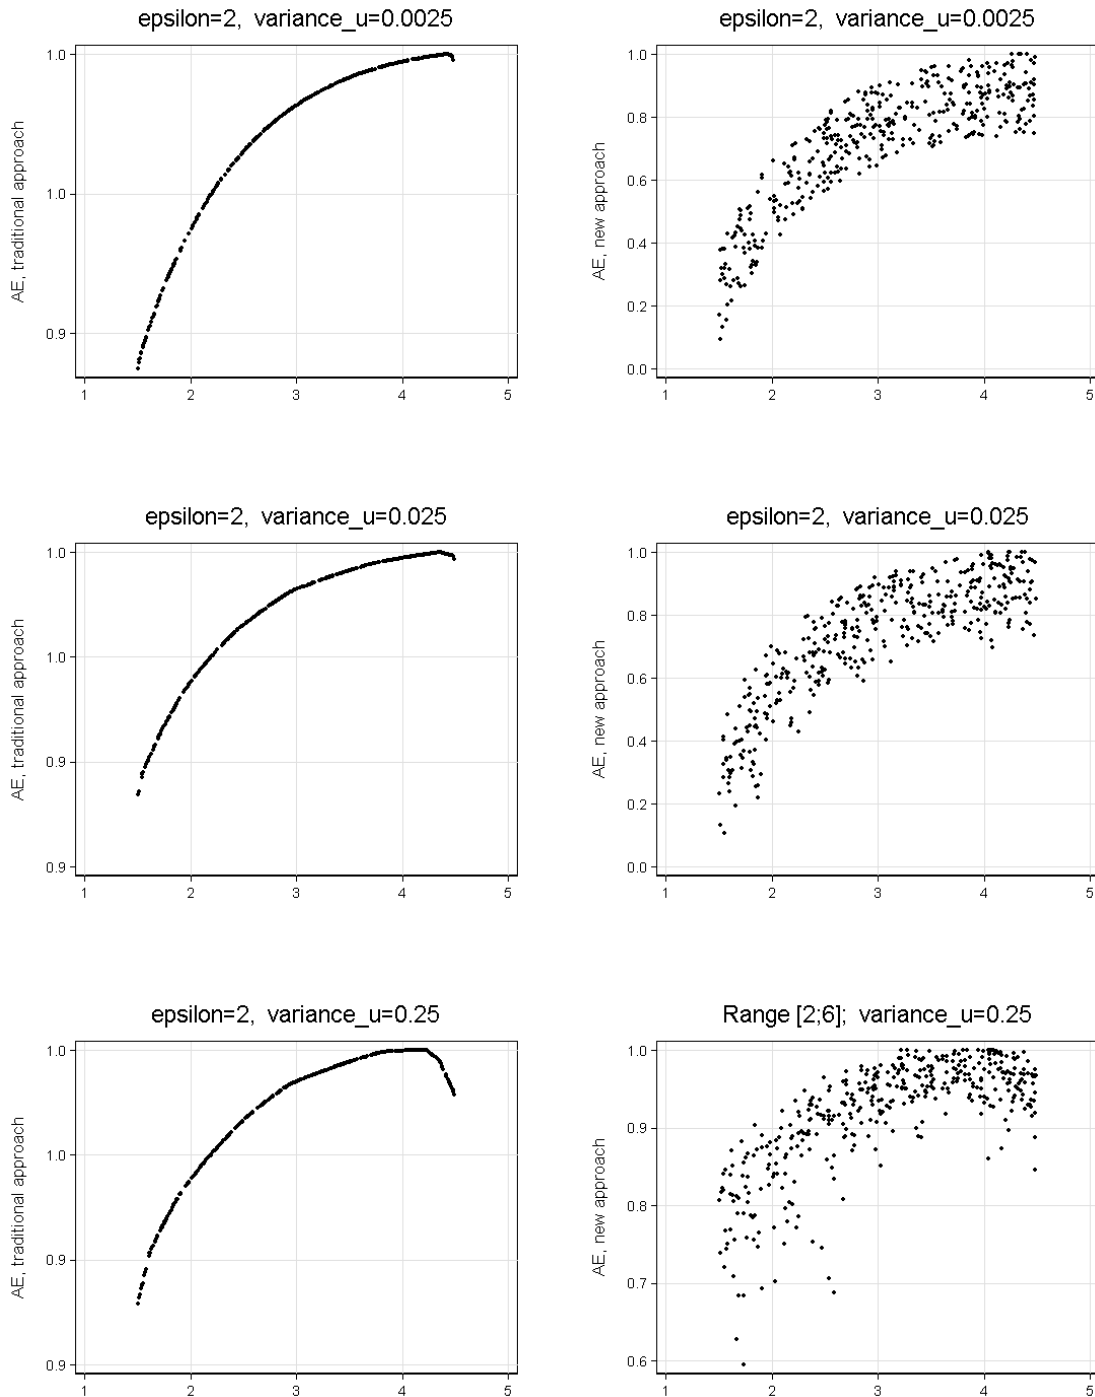 epsilon=2, variance_u=0.0025
AE, traditional approach
1.0
1.0
0.9
1 2 3 4 5
epsilon=2, variance_u=0.0025
AE, new approach
1.0
0.8
0.6
0.4
0.2
0.0
1 2 3 4 5
epsilon=2, variance_u=0.025
AE, traditional approach
1.0
1.0
0.9
0.9
1 2 3 4 5
epsilon=2, variance_u=0.025
AE, new approach
1.0
0.8
0.6
0.4
0.2
0.0
1 2 3 4 5
epsilon=2, variance_u=0.25
AE, traditional approach
1.0
1.0
0.9
0.9
1 2 3 4 5
Range [2;6]; variance_u=0.25
AE, new approach
1.0
0.9
0.8
0.7
0.6
1 2 3 4 5